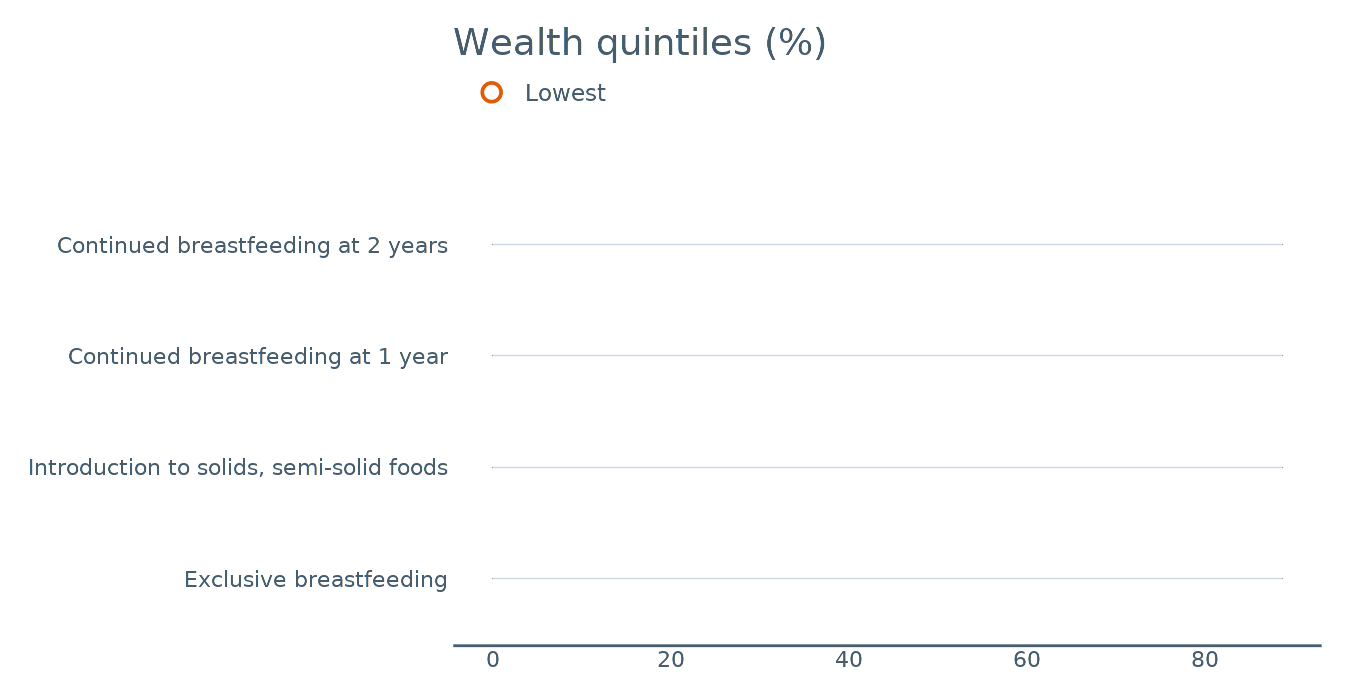 Wealth quintiles (%)
Lowest
Continued breastfeeding at 2 years
Continued breastfeeding at 1 year
Introduction to solids, semi-solid foods
Exclusive breastfeeding
0 20 40 60 80